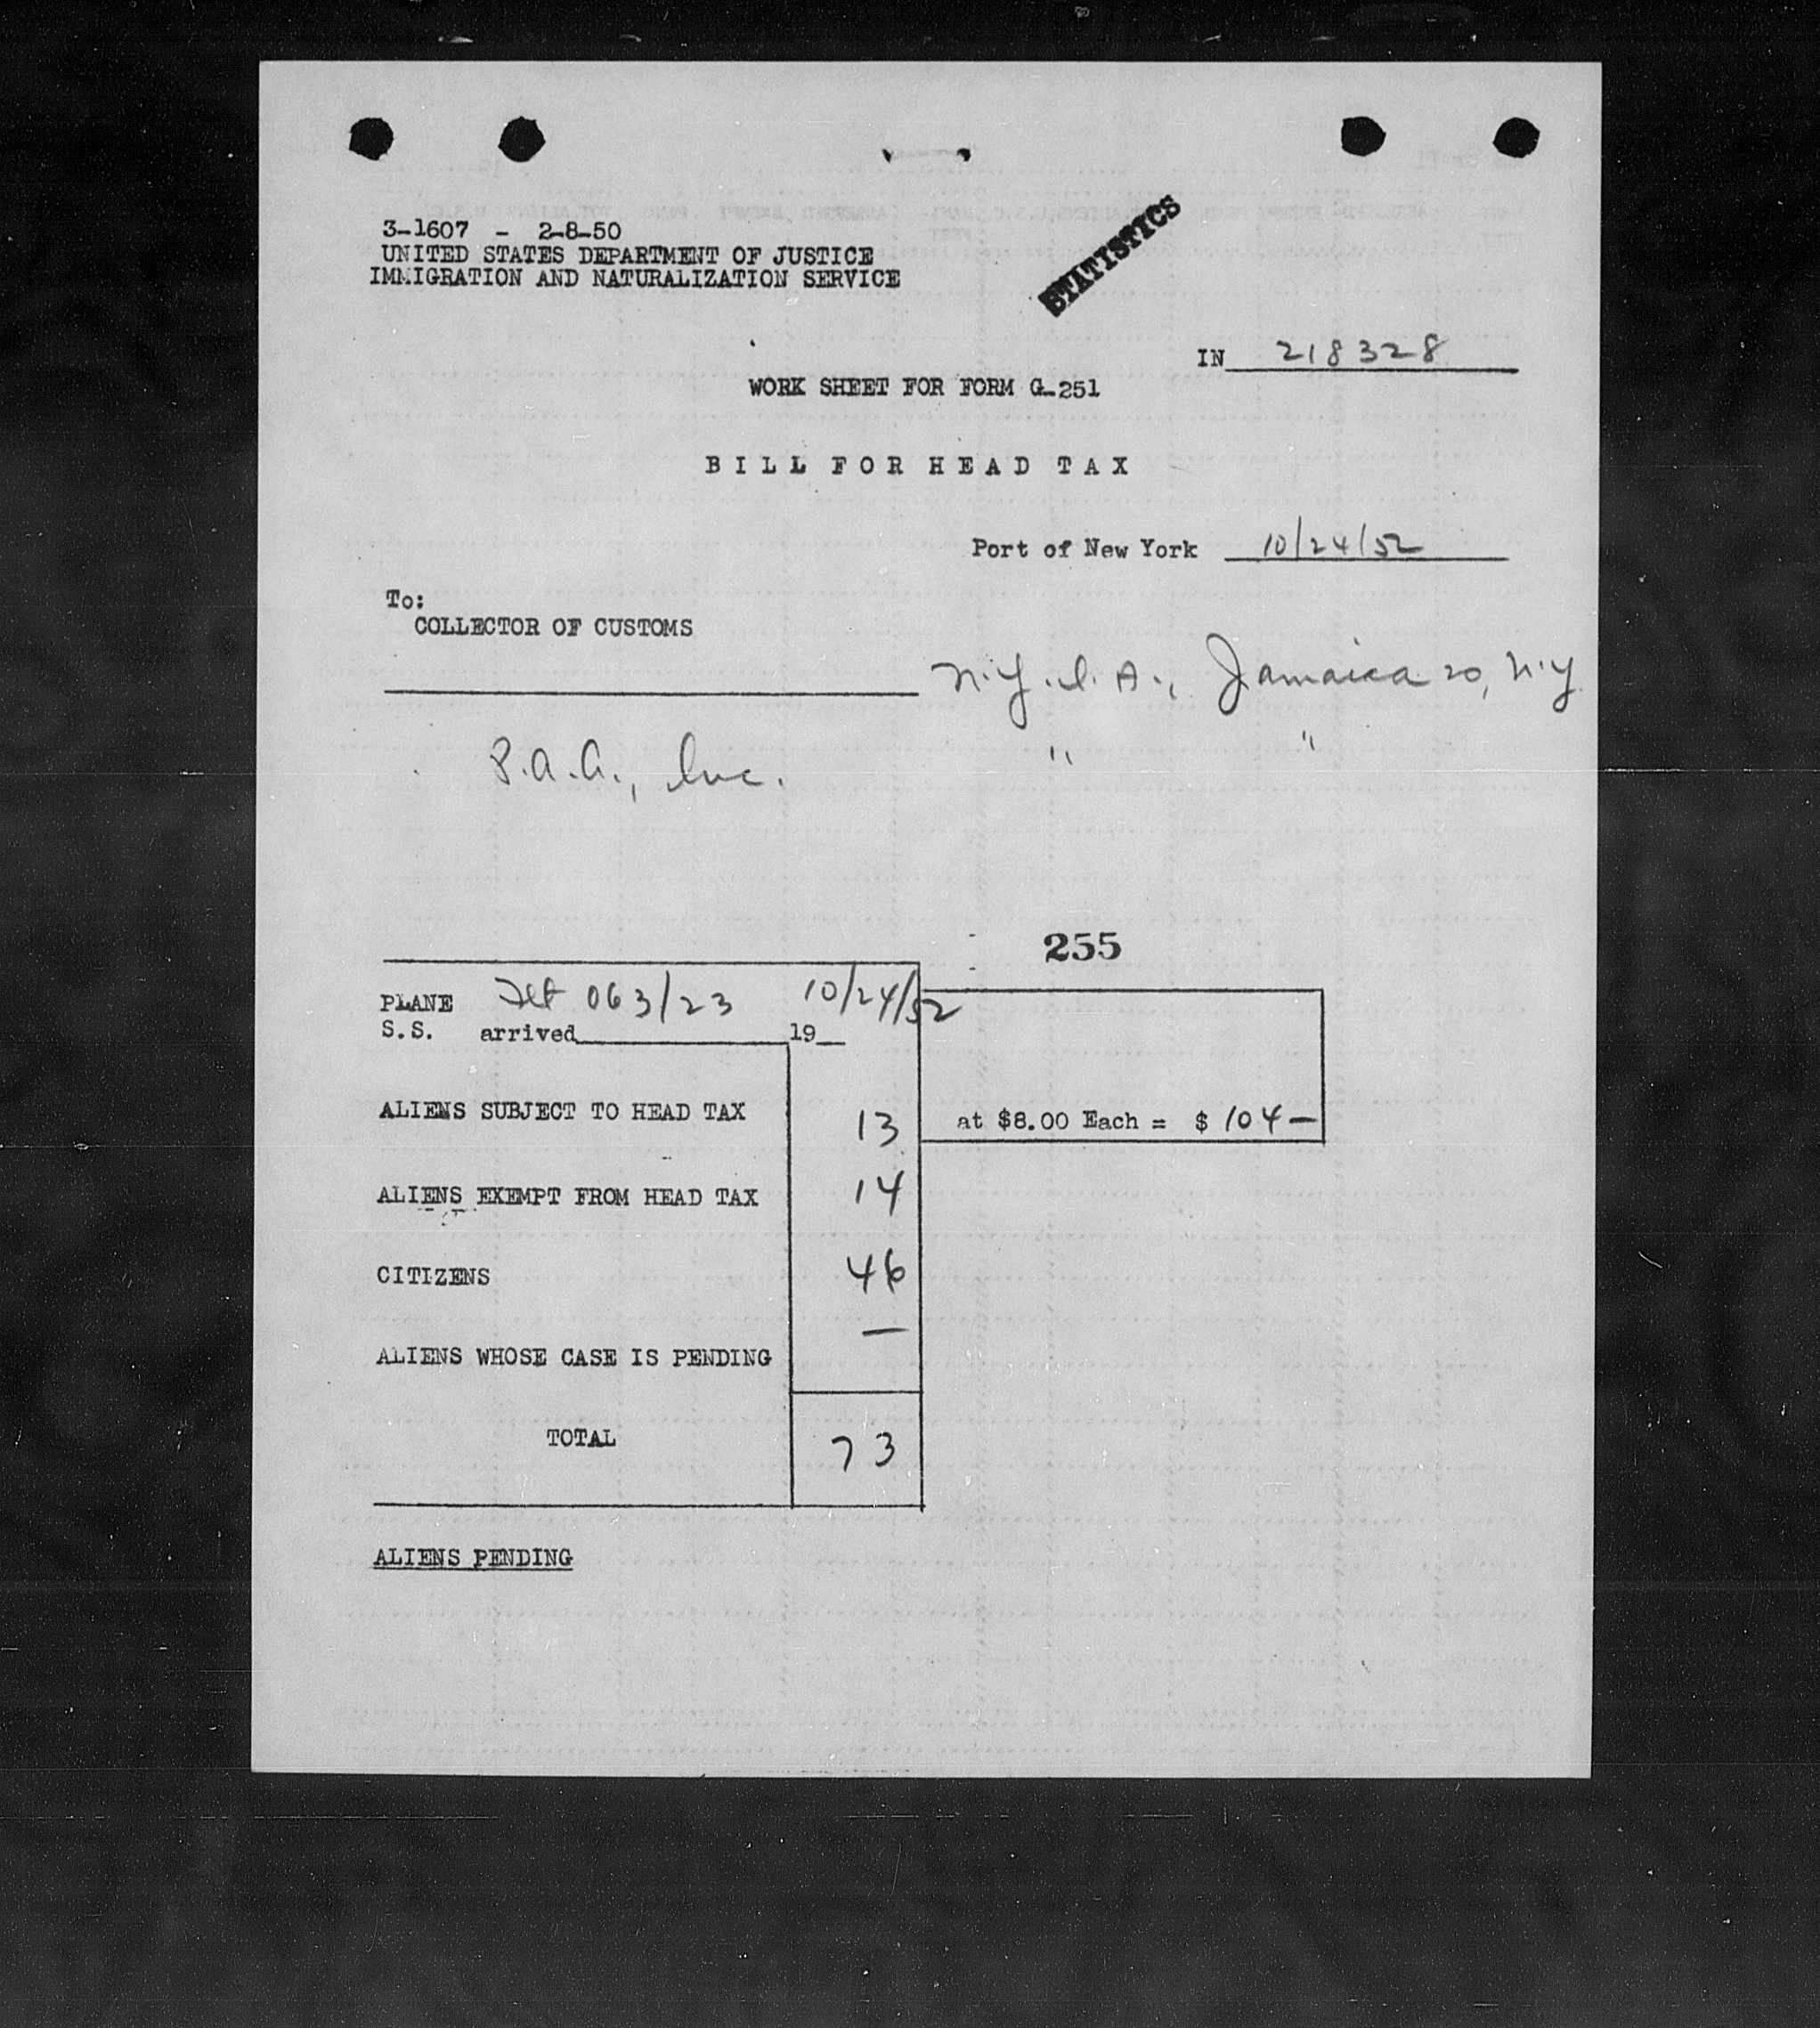 3-1607 - 2-8-50
UNITED STATES DEPARTMENT OF JUSTICE
IMMIGRATION AND NATURALIZATION SERVICE
STATISTICS
IN 218328
WORK SHEET FOR FORM G-251
BILL FOR HEAD TAX
Port of New York 10/24/52
To:
COLLECTOR OF CUSTOMS
N.Y.I.A., Jamaica 20, N.Y.
P.A.A., Inc. " "
255
PLANE Flt 063/23 10/24/52
S.S. arrived 19
ALIENS SUBJECT TO HEAD TAX 13 at $8.00 Each = $ 104 —
ALIENS EXEMPT FROM HEAD TAX 14
CITIZENS 46
ALIENS WHOSE CASE IS PENDING —
TOTAL 73
ALIENS PENDING